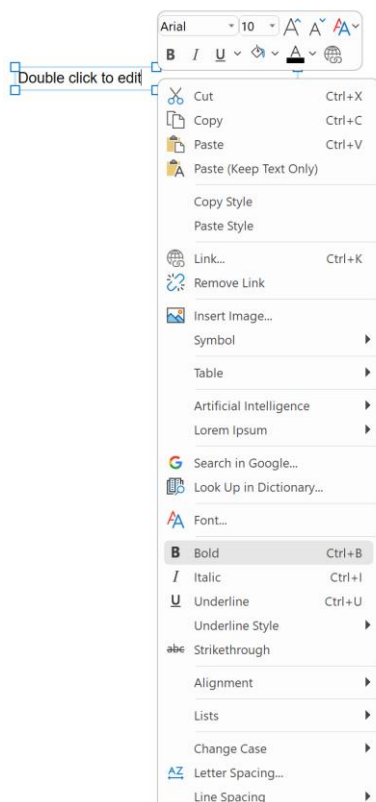 Arial 10
B I U A
Double click to edit
Cut Ctrl+X
Copy Ctrl+C
Paste Ctrl+V
Paste (Keep Text Only)
Copy Style
Paste Style
Link... Ctrl+K
Remove Link
Insert Image...
Symbol
Table
Artificial Intelligence
Lorem Ipsum
Search in Google...
Look Up in Dictionary...
Font...
B Bold Ctrl+B
I Italic Ctrl+I
U Underline Ctrl+U
Underline Style
abc Strikethrough
Alignment
Lists
Change Case
AZ Letter Spacing...
Line Spacing